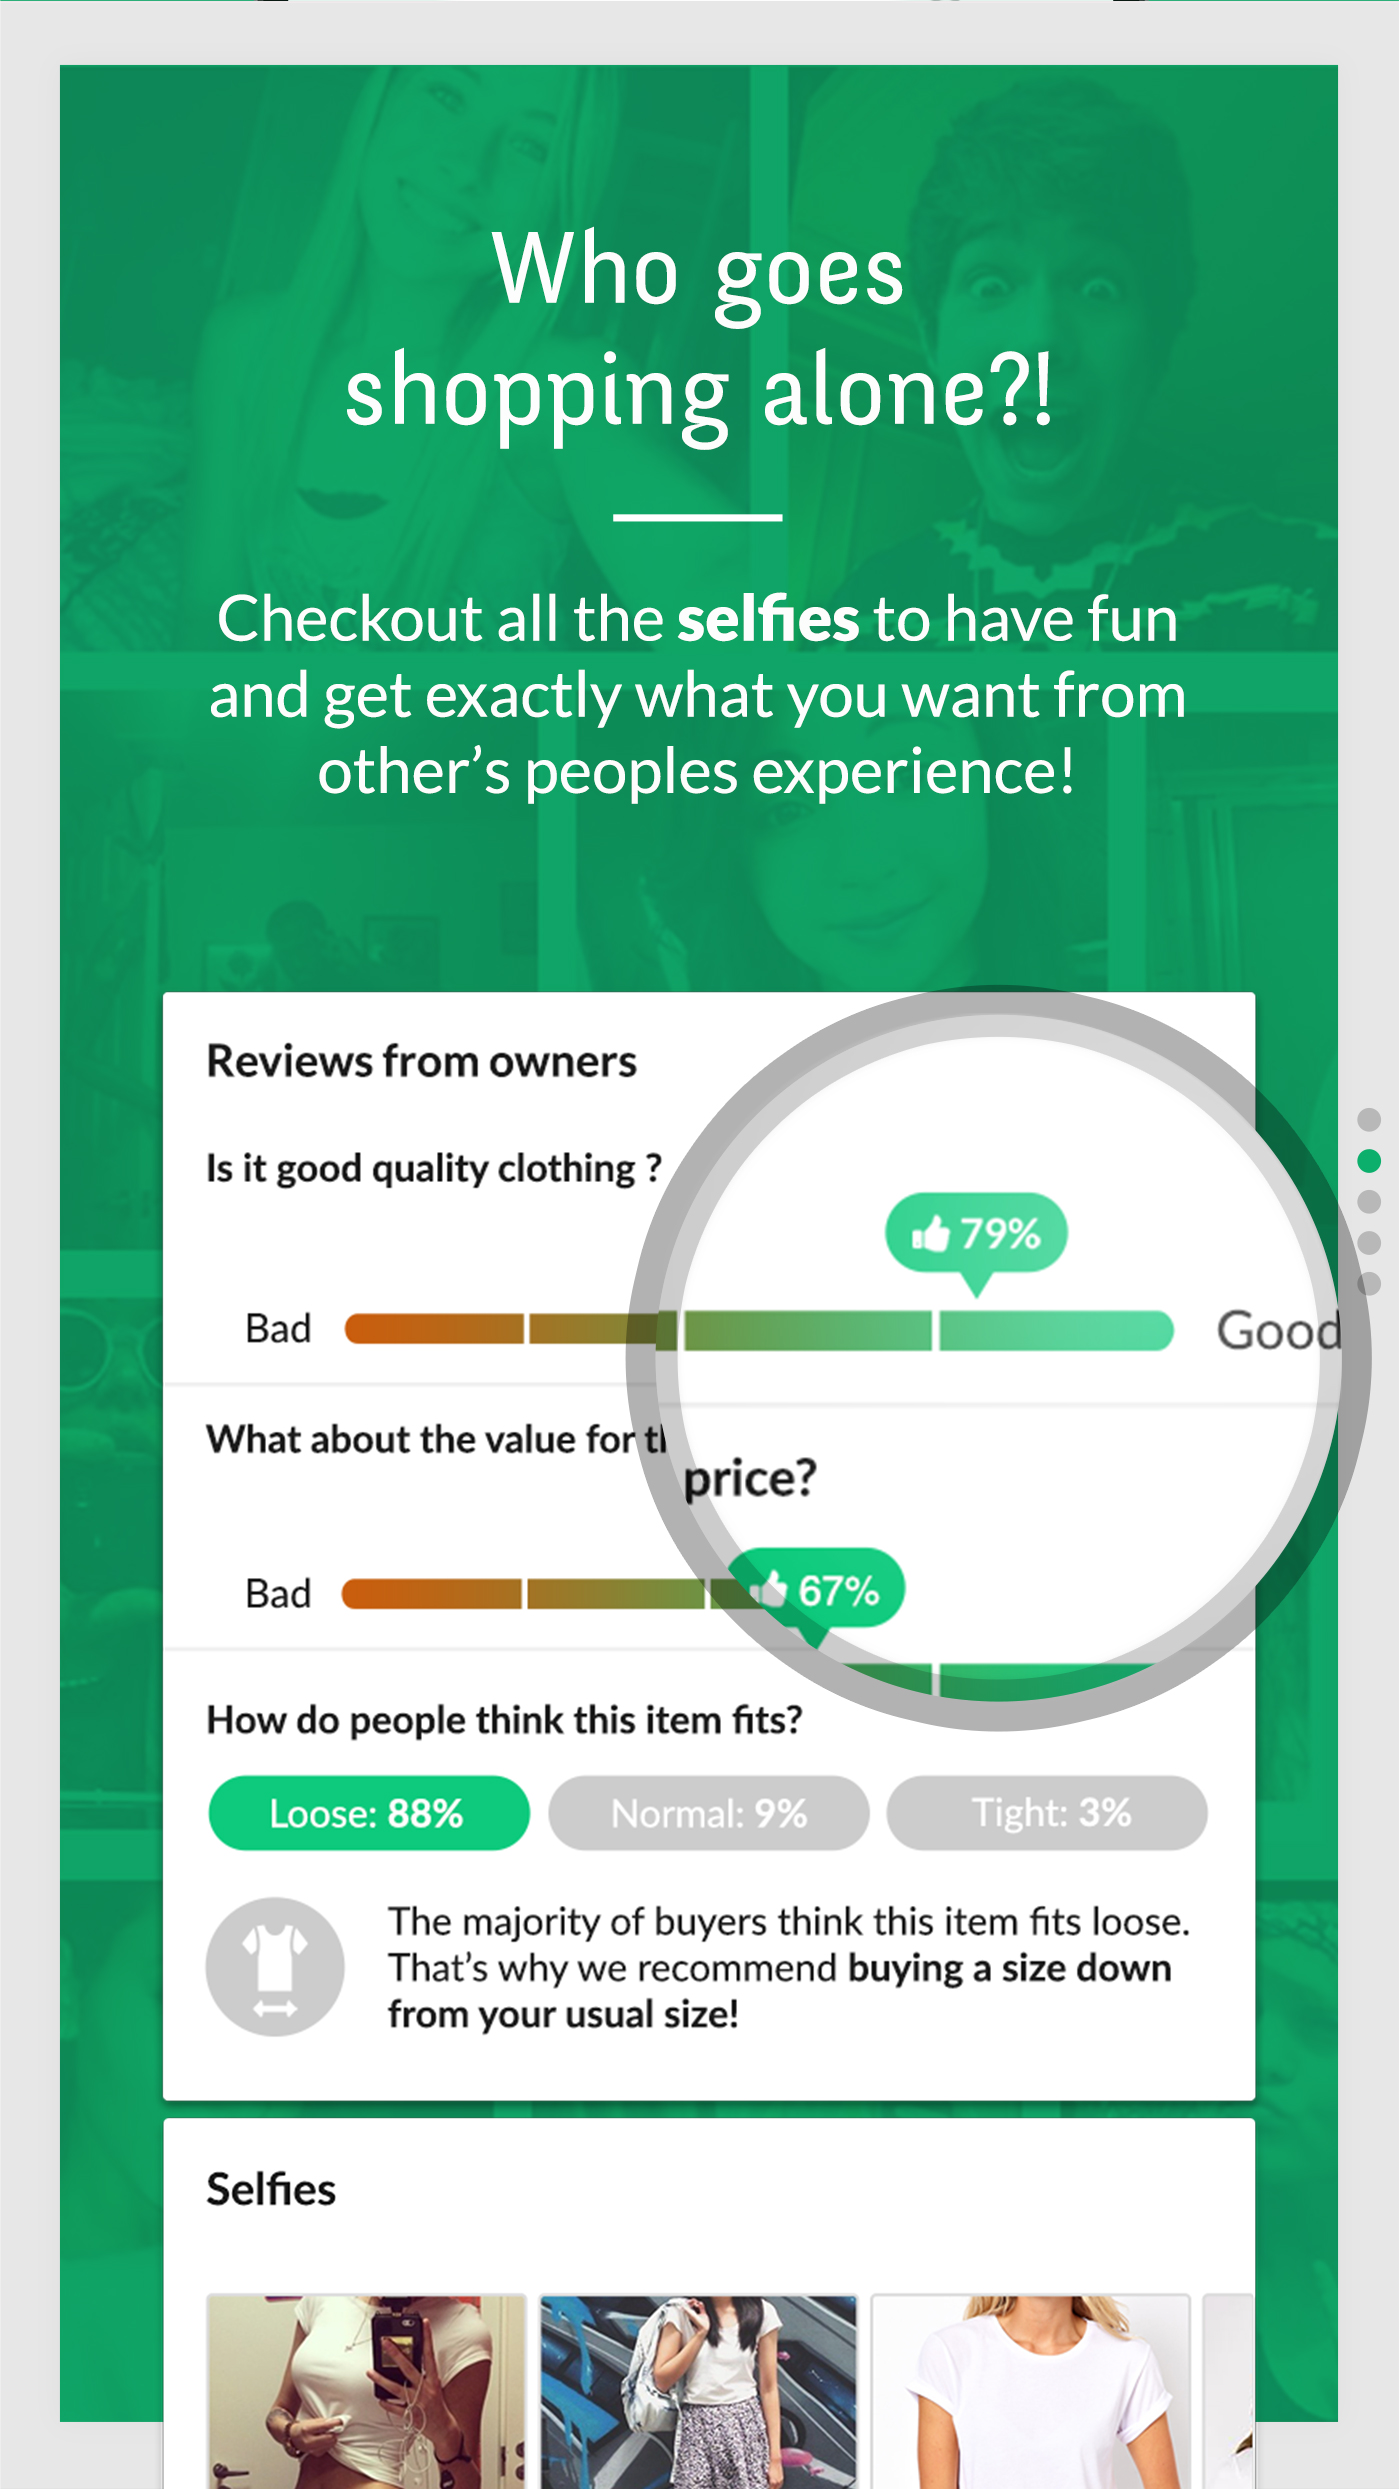 Who goes
shopping alone?!
Checkout all the selfies to have fun
and get exactly what you want from
other’s peoples experience!
Reviews from owners
Is it good quality clothing ?
79%
Bad
Good
What about the value for
price?
67%
Bad
How do people think this item fits?
Loose: 88%
Normal: 9%
Tight: 3%
The majority of buyers think this item fits loose.
That’s why we recommend buying a size down
from your usual size!
Selfies